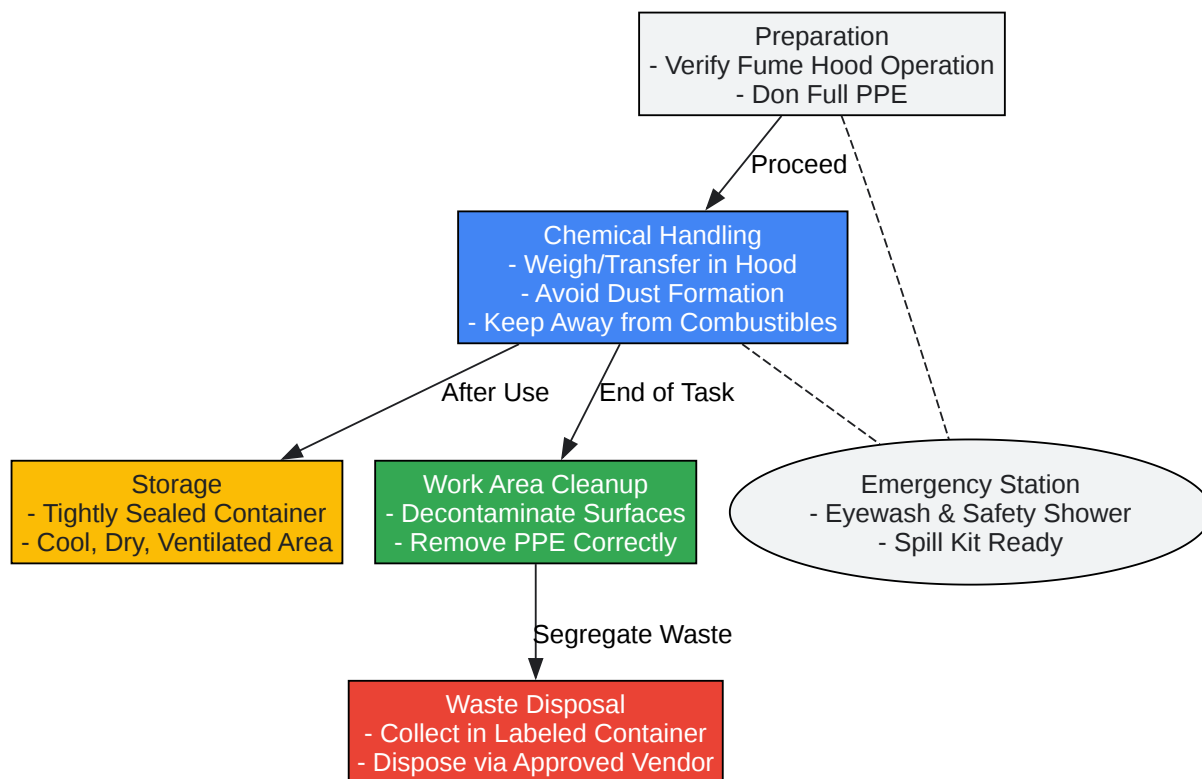 Preparation
- Verify Fume Hood Operation
- Don Full PPE
Proceed
Chemical Handling
- Weigh/Transfer in Hood
- Avoid Dust Formation
- Keep Away from Combustibles
After Use
End of Task
Storage
- Tightly Sealed Container
- Cool, Dry, Ventilated Area
Work Area Cleanup
- Decontaminate Surfaces
- Remove PPE Correctly
Emergency Station
- Eyewash & Safety Shower
- Spill Kit Ready
Segregate Waste
Waste Disposal
- Collect in Labeled Container
- Dispose via Approved Vendor